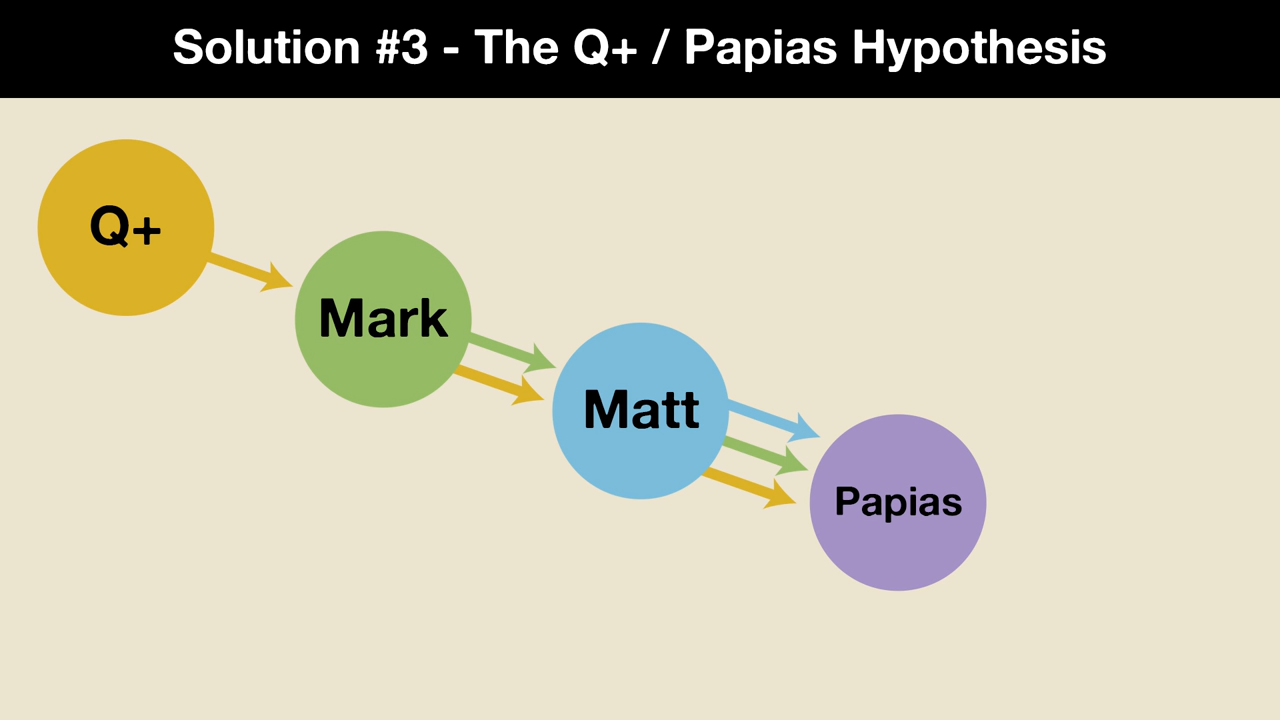 Solution #3 - The Q+ / Papias Hypothesis
Q+
Mark
Matt
Papias